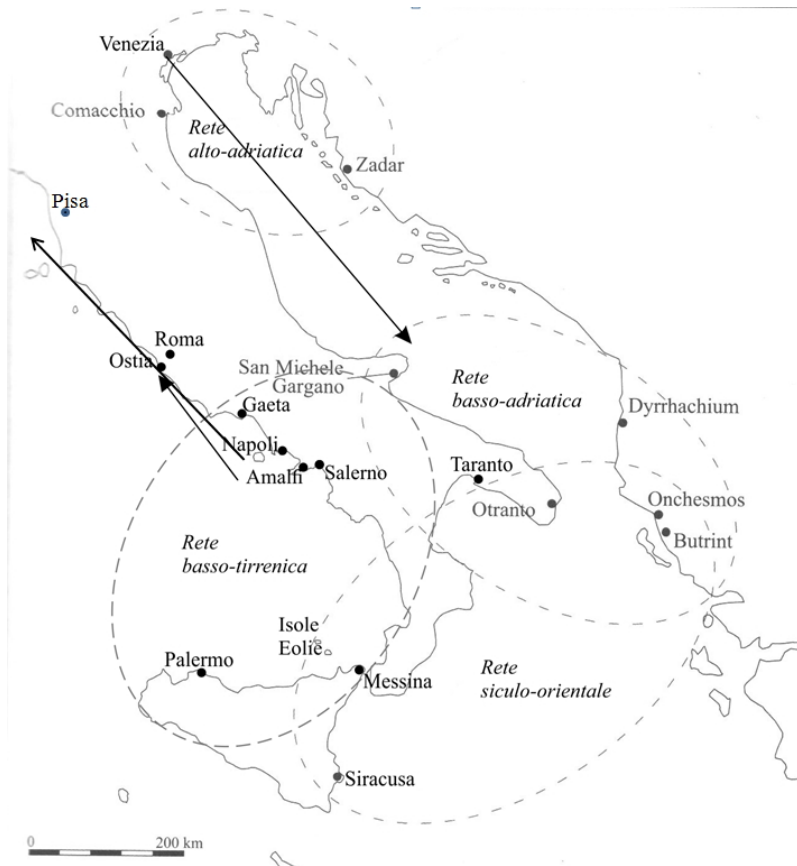 Venezia
Comacchio
Rete
alto-adriatica
Zadar
Pisa
Roma
Ostia
San Michele
Gargano
Rete
basso-adriatica
Gaeta
Dyrrhachium
Napoli
Amalfi
Salerno
Taranto
Otranto
Onchesmos
Butrint
Rete
basso-tirrenica
Isole
Eolie
Palermo
Messina
Rete
siculo-orientale
Siracusa
0 200 km